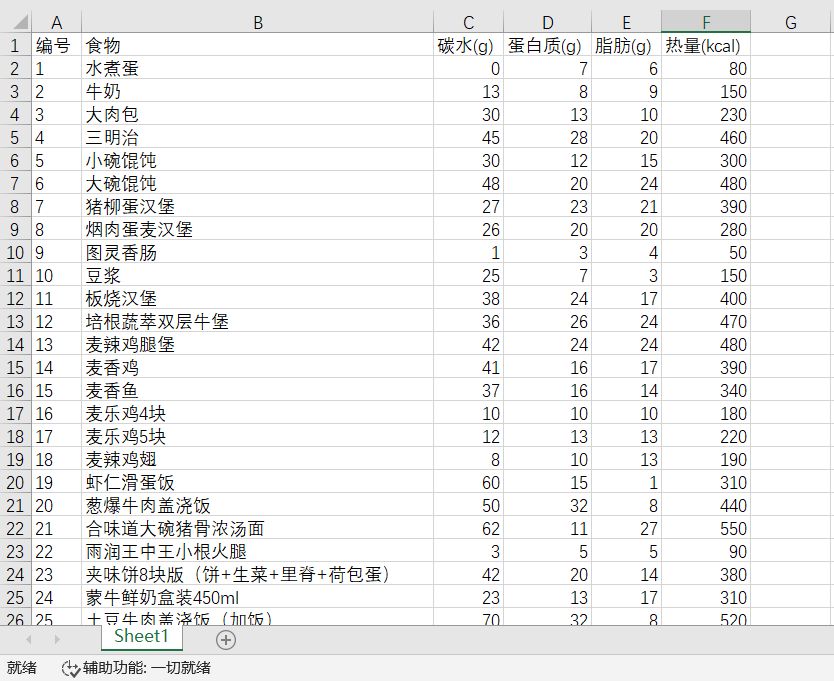 A B C D E F G
1 编号 食物 碳水(g) 蛋白质(g) 脂肪(g) 热量(kcal)
2 1 水煮蛋 0 7 6 80
3 2 牛奶 13 8 9 150
4 3 大肉包 30 13 10 230
5 4 三明治 45 28 20 460
6 5 小碗馄饨 30 12 15 300
7 6 大碗馄饨 48 20 24 480
8 7 猪柳蛋汉堡 27 23 21 390
9 8 烟肉蛋麦汉堡 26 20 20 280
10 9 图灵香肠 1 3 4 50
11 10 豆浆 25 7 3 150
12 11 板烧汉堡 38 24 17 400
13 12 培根蔬萃双层牛堡 36 26 24 470
14 13 麦辣鸡腿堡 42 24 24 480
15 14 麦香鸡 41 16 17 390
16 15 麦香鱼 37 16 14 340
17 16 麦乐鸡4块 10 10 10 180
18 17 麦乐鸡5块 12 13 13 220
19 18 麦辣鸡翅 8 10 13 190
20 19 虾仁滑蛋饭 60 15 1 310
21 20 葱爆牛肉盖浇饭 50 32 8 440
22 21 合味道大碗猪骨浓汤面 62 11 27 550
23 22 雨润王中王小根火腿 3 5 5 90
24 23 夹味饼8块版（饼+生菜+里脊+荷包蛋） 42 20 14 380
25 24 蒙牛鲜奶盒装450ml 23 13 17 310
26 25 土豆牛肉盖浇饭（加饭） 70 32 8 520
Sheet1
就绪 辅助功能: 一切就绪